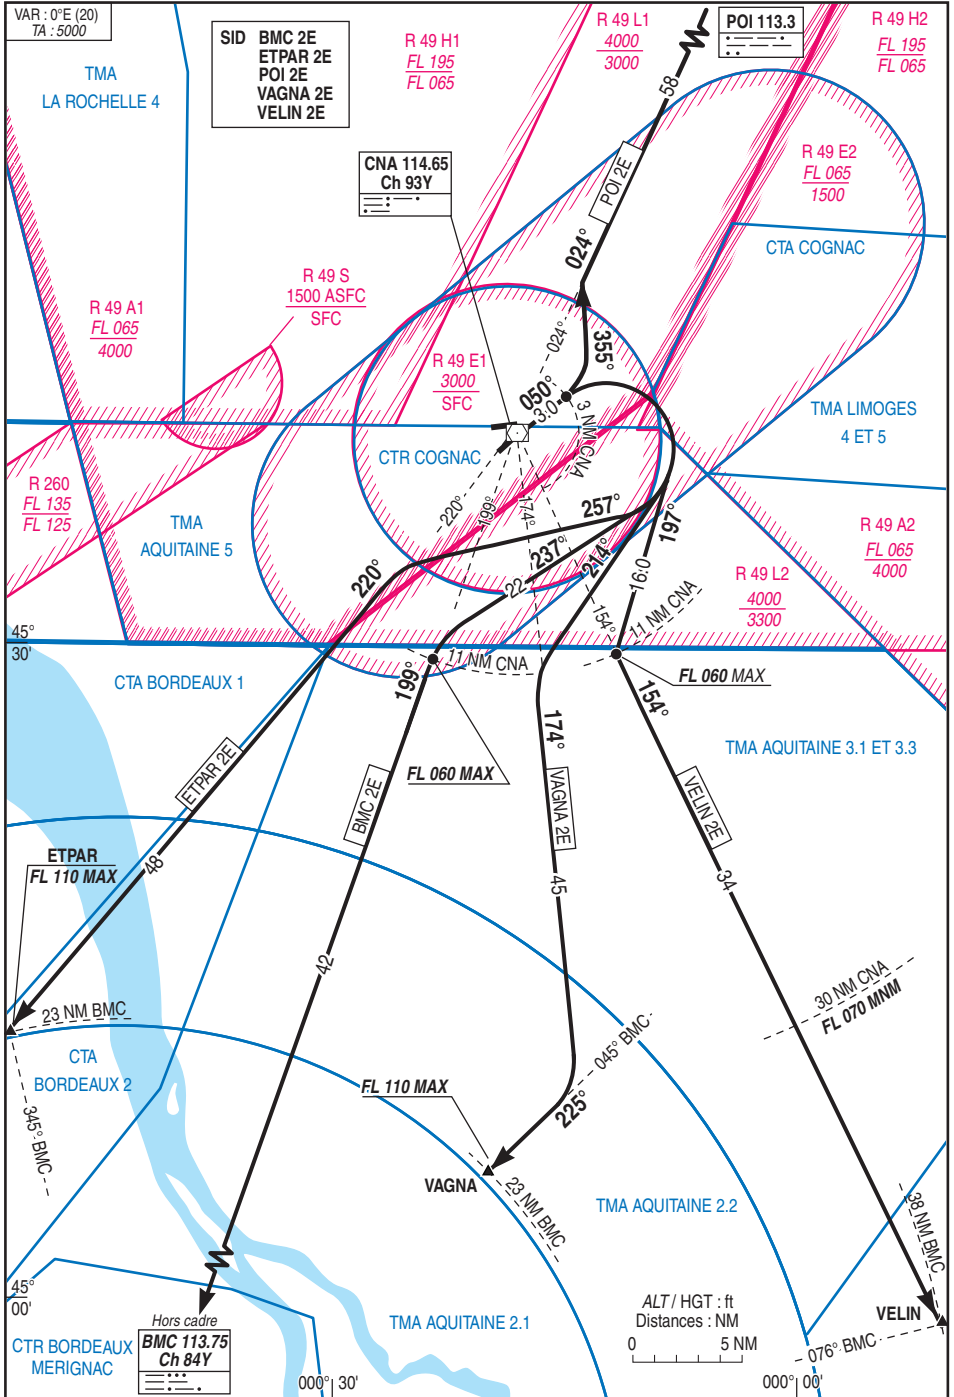 VAR : 0°E (20)
TA : 5000
SID BMC 2E
ETPAR 2E
POI 2E
VAGNA 2E
VELIN 2E
R 49 H1
FL 195
FL 065
R 49 L1
4000
3000
POI 113.3
R 49 H2
FL 195
FL 065
TMA
LA ROCHELLE 4
58
CNA 114.65
Ch 93Y
POI 2E
R 49 E2
FL 065
1500
024°
CTA COGNAC
R 49 S
1500 ASFC
SFC
R 49 A1
FL 065
4000
024°
355°
R 49 E1
3000
SFC
050°
3.0
3 NM CNA
TMA LIMOGES
4 ET 5
CTR COGNAC
R 260
FL 135
FL 125
TMA
AQUITAINE 5
220°
199°
174°
257°
197°
R 49 A2
FL 065
4000
237°
214°
22
220°
16.0
R 49 L2
4000
3300
154°
11 NM CNA
45°
30'
11 NM CNA
FL 060 MAX
CTA BORDEAUX 1
199°
154°
174°
TMA AQUITAINE 3.1 ET 3.3
FL 060 MAX
ETPAR 2E
BMC 2E
VAGNA 2E
VELIN 2E
ETPAR
FL 110 MAX
48
45
34
42
30 NM CNA
FL 070 MNM
23 NM BMC
045° BMC
CTA
BORDEAUX 2
FL 110 MAX
225°
345° BMC
VAGNA
23 NM BMC
TMA AQUITAINE 2.2
38 NM BMC
45°
00'
ALT / HGT : ft
Distances : NM
0 5 NM
VELIN
Hors cadre
BMC 113.75
Ch 84Y
TMA AQUITAINE 2.1
CTR BORDEAUX
MERIGNAC
076° BMC
000° 30'
000° 00'